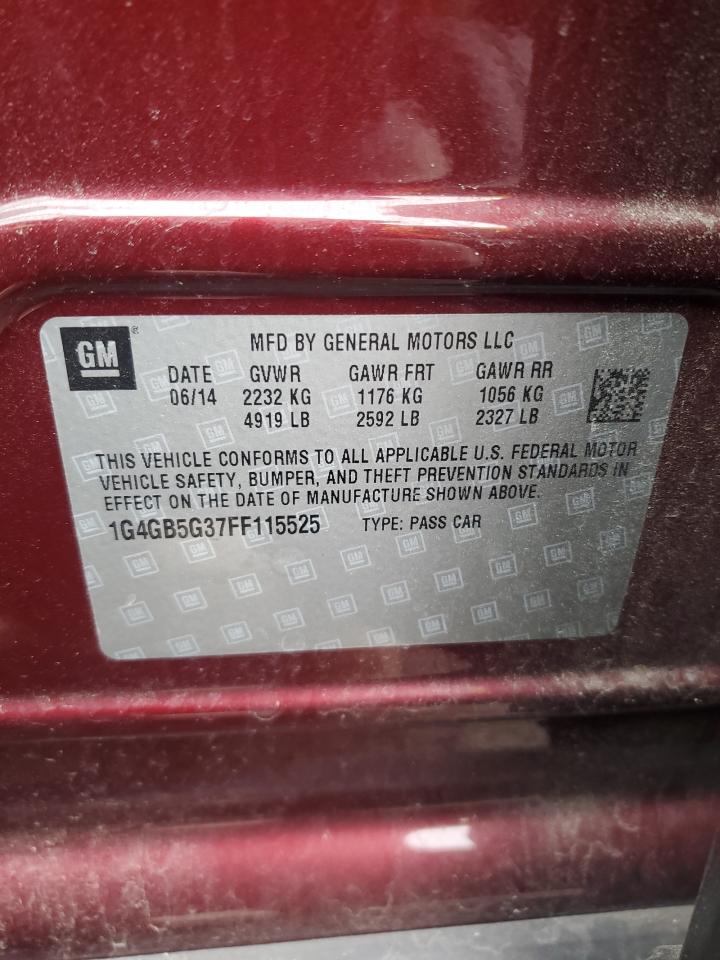 GM
MFD BY GENERAL MOTORS LLC
DATE GVWR GAWR FRT GAWR RR
06/14 2232 KG 1176 KG 1056 KG
4919 LB 2592 LB 2327 LB
THIS VEHICLE CONFORMS TO ALL APPLICABLE U.S. FEDERAL MOTOR
VEHICLE SAFETY, BUMPER, AND THEFT PREVENTION STANDARDS IN
EFFECT ON THE DATE OF MANUFACTURE SHOWN ABOVE.
1G4GB5G37FF115525 TYPE: PASS CAR